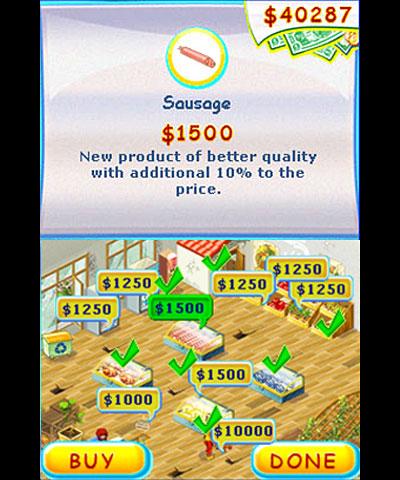 $40287
Sausage
$1500
New product of better quality
with additional 10% to the
price.
$1250
$1250
$1250
$1250
$1250
$1500
$1500
$1000
$10000
BUY
DONE